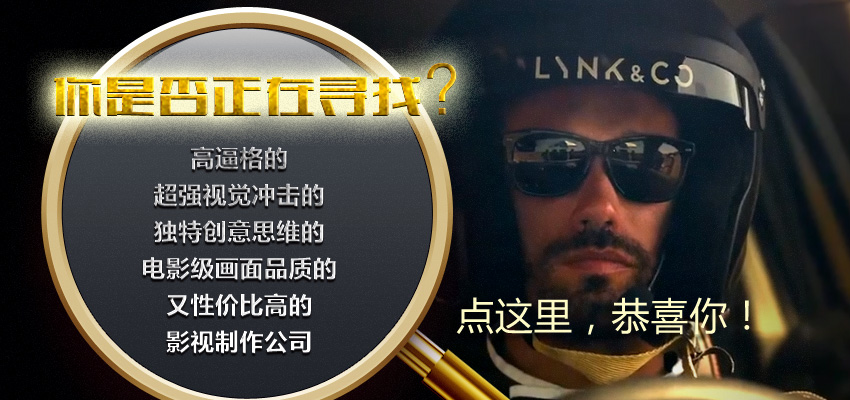 你是否正在寻找?
高逼格的
超强视觉冲击的
独特创意思维的
电影级画面品质的
又性价比高的
影视制作公司
LYNK&CO
点这里，恭喜你！